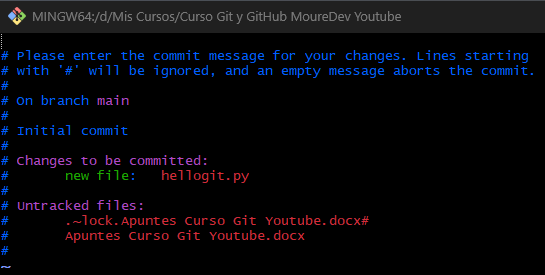 MINGW64:/d/Mis Cursos/Curso Git y GitHub MoureDev Youtube
# Please enter the commit message for your changes. Lines starting
# with '#' will be ignored, and an empty message aborts the commit.
#
# On branch main
#
# Initial commit
#
# Changes to be committed:
#       new file:   hellogit.py
#
# Untracked files:
#       .~lock.Apuntes Curso Git Youtube.docx#
#       Apuntes Curso Git Youtube.docx
#
~